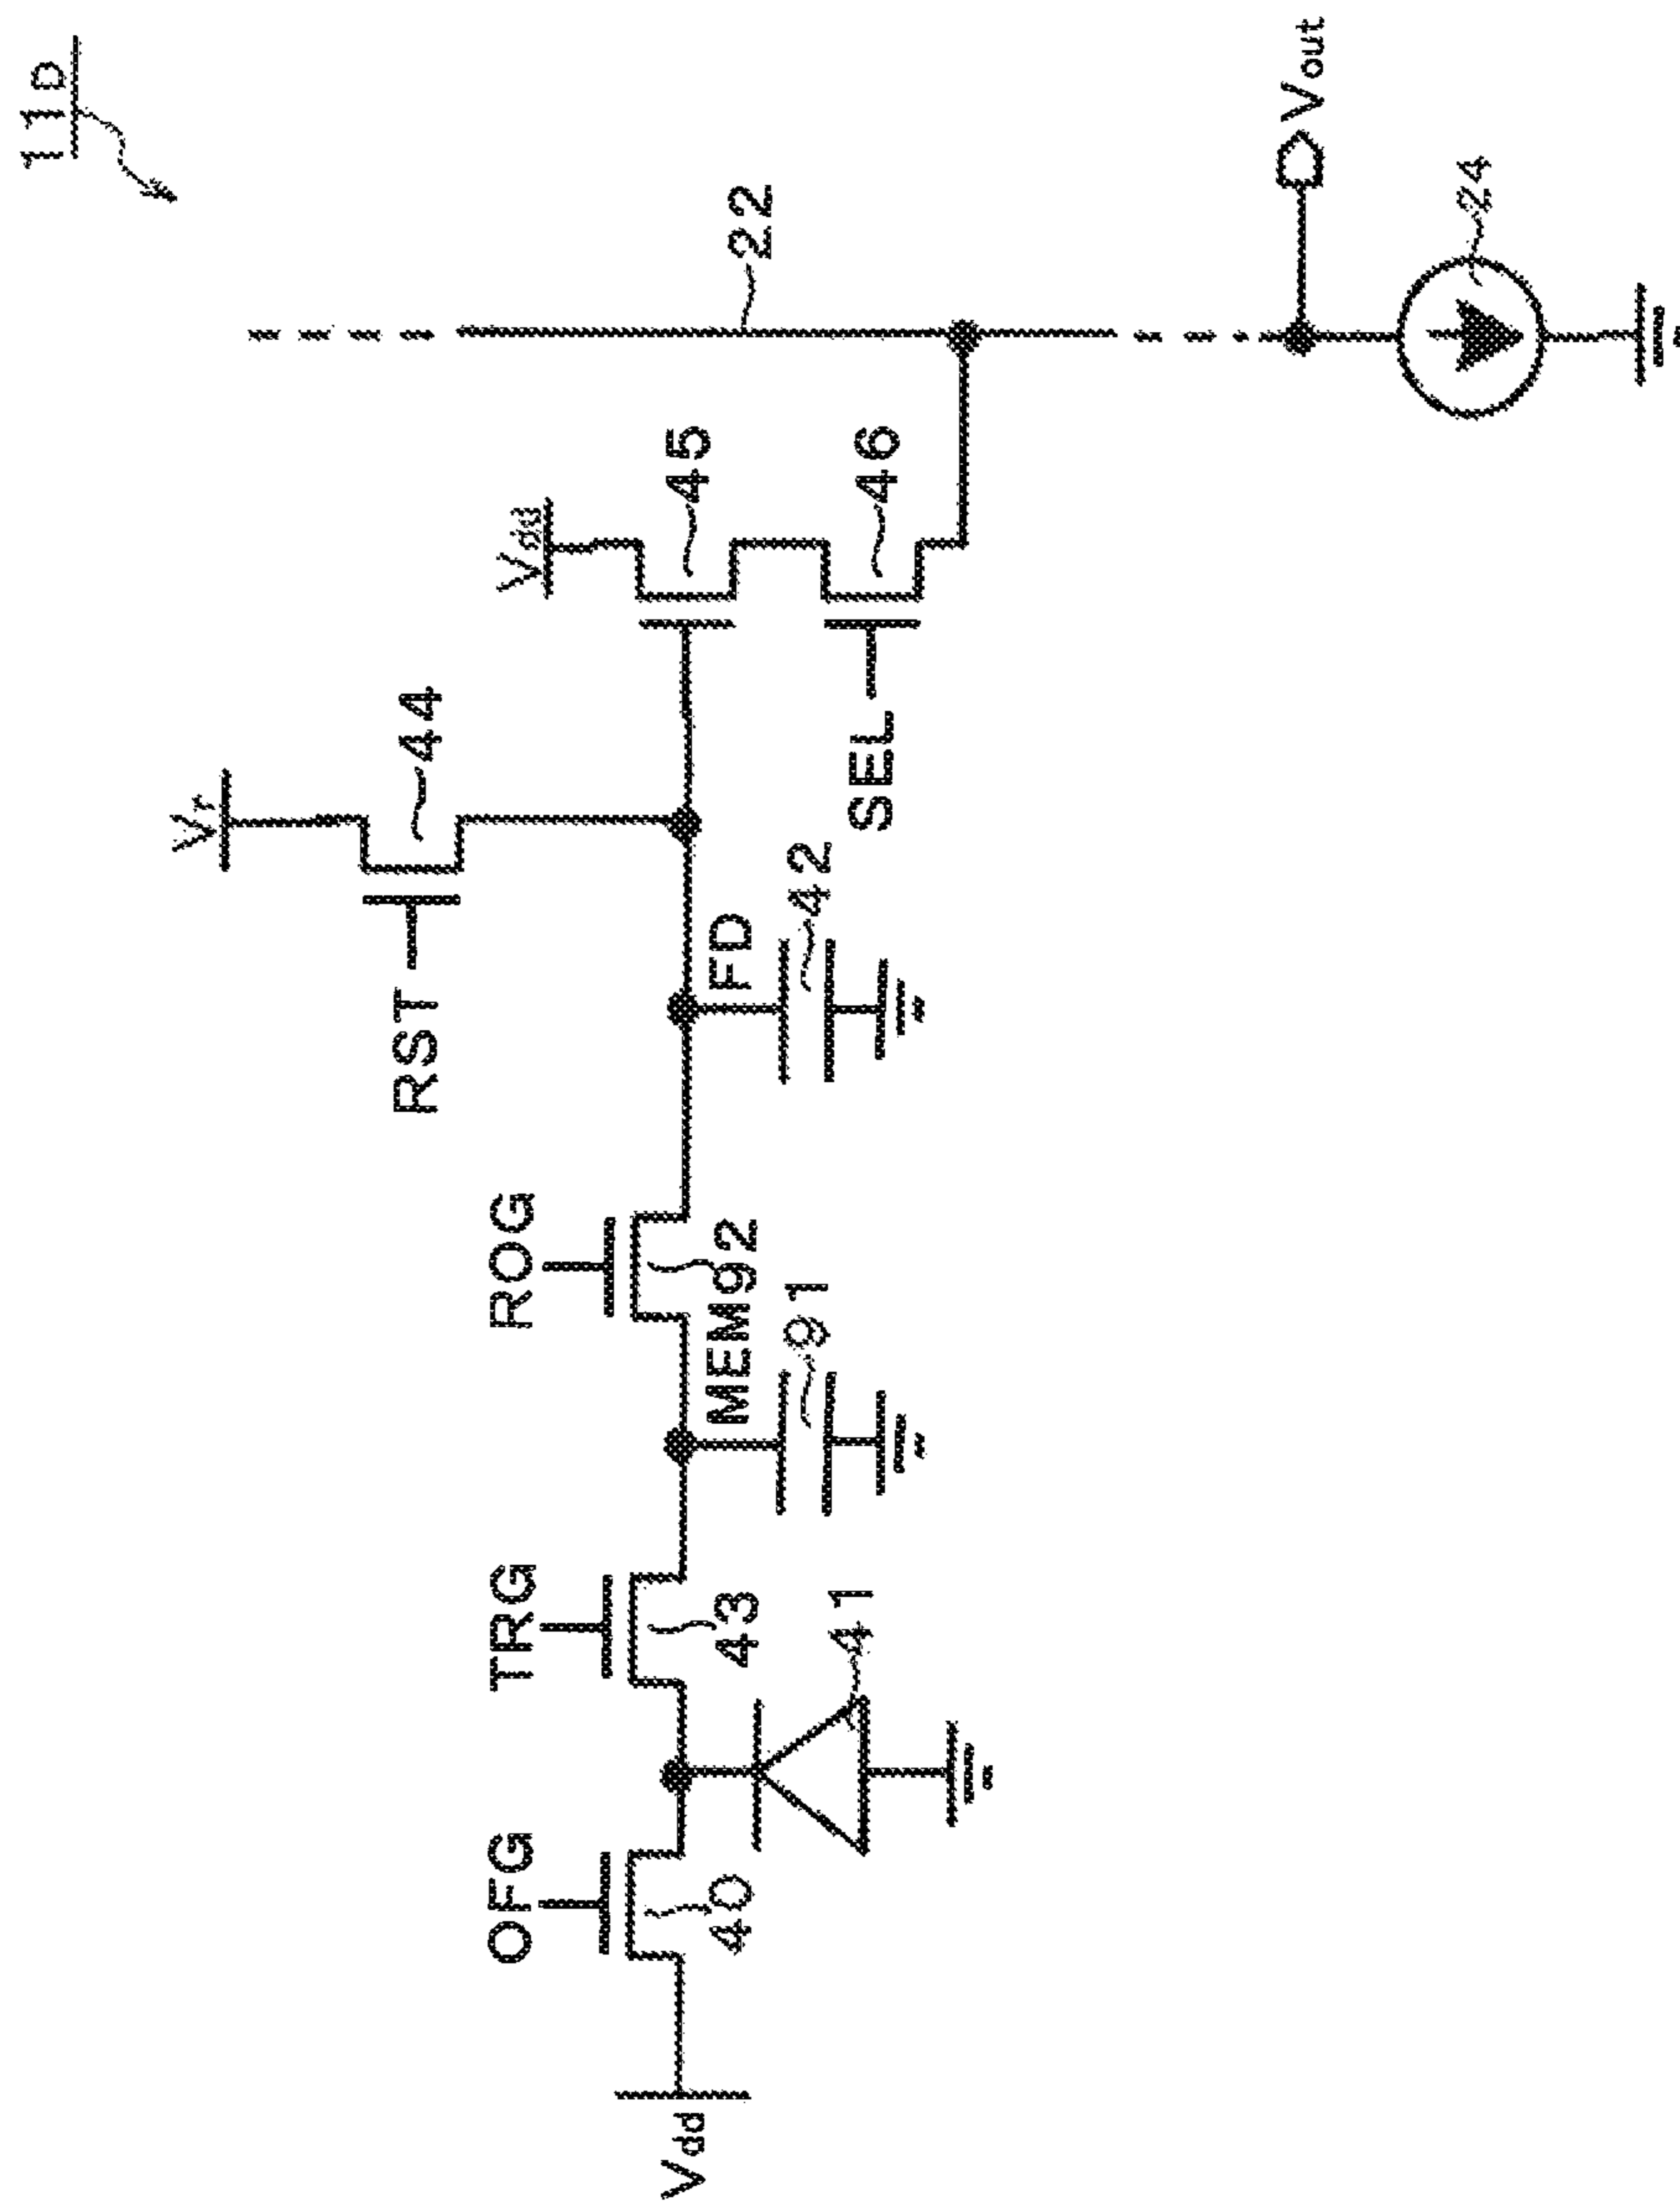 11D
Vr
44
RST
Vdd
45
46
SEL
22
Vout
24
OFG
TRG
ROG
Vdd
40
43
41
MEM92
91
FD
42